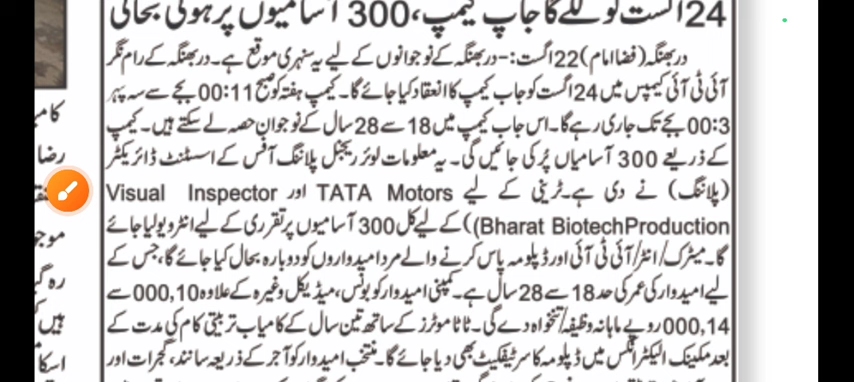 24 اگست کو لگے گا جاب کیمپ، 300 آسامیوں پر ہوگی بحالی
دربھنگہ (فضا امام) 22 اگست:- دربھنگہ کے نوجوانوں کے لیے یہ سنہری موقع ہے۔ دربھنگہ کے رام نگر
آئی ٹی آئی کیمپس میں 24 اگست کو جاب کیمپ کا انعقاد کیا جائے گا۔ کیمپ ہفتہ کو صبح 00:11 بجے سے سہ پہر
00:3 بجے تک جاری رہے گا۔ اس جاب کیمپ میں 18 سے 28 سال کے نوجوان حصہ لے سکتے ہیں۔ کیمپ
کے ذریعے 300 آسامیاں پُر کی جائیں گی۔ یہ معلومات لوئر ریجنل پلاننگ آفس کے اسسٹنٹ ڈائریکٹر
(پلاننگ) نے دی ہے۔ ٹرینی کے لیے TATA Motors اور Visual Inspector
Bharat BiotechProduction)) کے لیے کل 300 آسامیوں پر تقرری کے لیے انٹرویو لیا جائے
گا۔ میٹرک/انٹر/آئی ٹی آئی اور ڈپلومہ پاس کرنے والے مرد امیدواروں کو دوبارہ بحال کیا جائے گا، جس کے
لیے امیدوار کی عمر کی حد 18 سے 28 سال ہے۔ کمپنی امیدوار کو بونس، میڈیکل وغیرہ کے علاوہ 000,10 سے
000,14 روپے ماہانہ وظیفہ/تنخواہ دے گی۔ ٹاٹا موٹرز کے ساتھ تین سال کے کامیاب تربیتی کام کی مدت کے
بعد مکینک الیکٹرانکس میں ڈپلومہ کا سرٹیفکیٹ بھی دیا جائے گا۔ منتخب امیدوار کو آجر کے ذریعہ سانند، گجرات اور